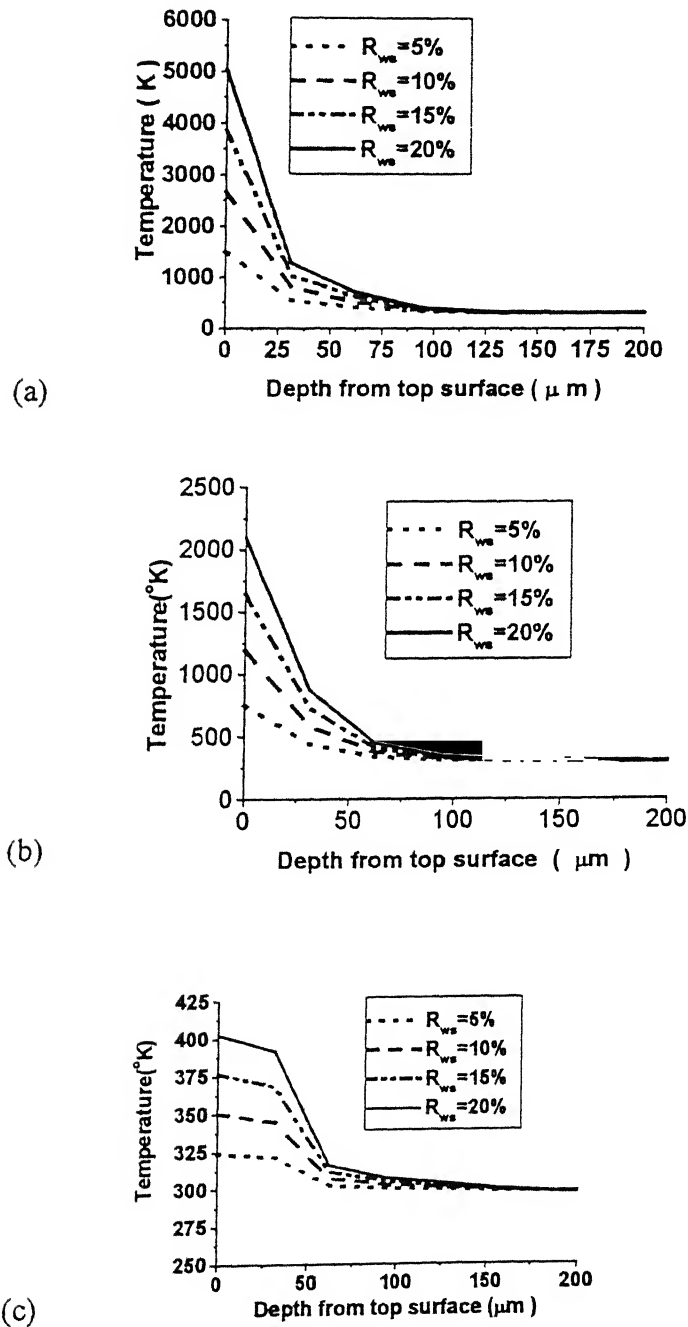 6000
5000
4000
3000
2000
1000
0
Temperature ( K )
R_ws=5%
R_ws=10%
R_ws=15%
R_ws=20%
0 25 50 75 100 125 150 175 200
Depth from top surface ( μ m )
(a)
2500
2000
1500
1000
500
0
Temperature(°K)
R_ws=5%
R_ws=10%
R_ws=15%
R_ws=20%
0 50 100 150 200
Depth from top surface ( μm )
(b)
425
400
375
350
325
300
275
250
Temperature(°K)
R_ws=5%
R_ws=10%
R_ws=15%
R_ws=20%
0 50 100 150 200
Depth from top surface (μm)
(c)